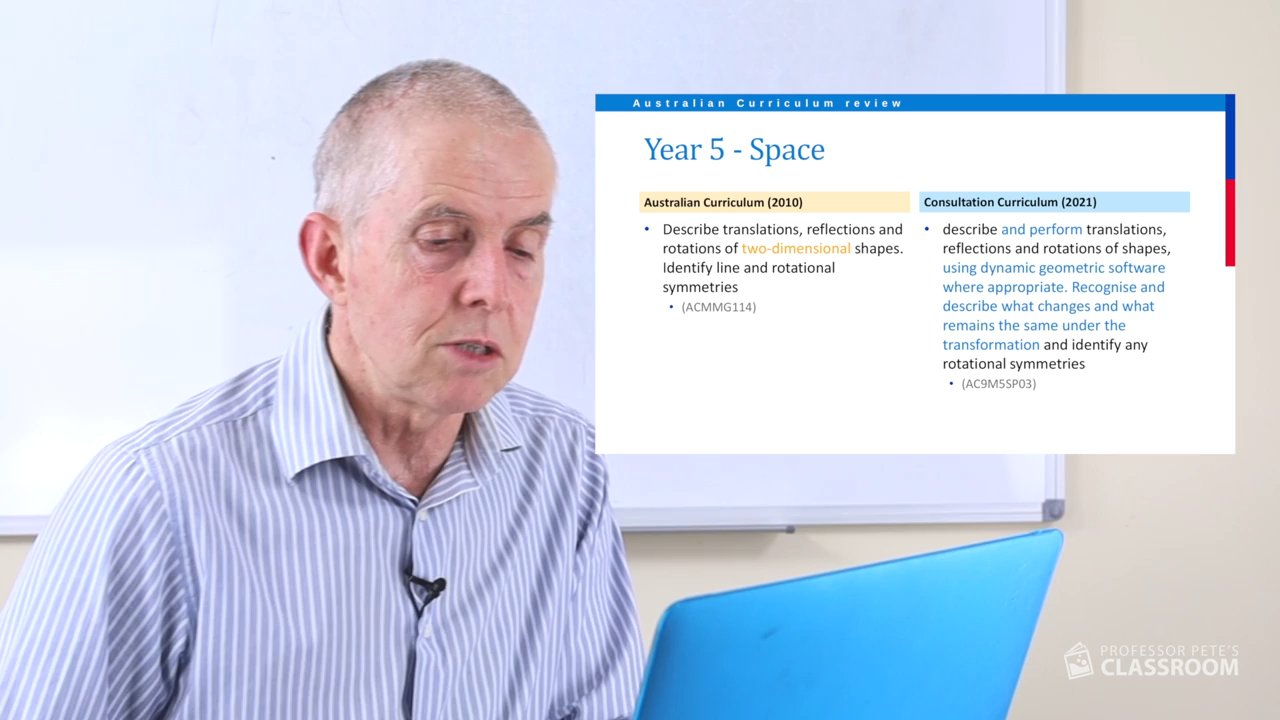 Australian Curriculum review
Year 5 - Space
Australian Curriculum (2010)
• Describe translations, reflections and
rotations of two-dimensional shapes.
Identify line and rotational
symmetries
• (ACMMG114)
Consultation Curriculum (2021)
• describe and perform translations,
reflections and rotations of shapes,
using dynamic geometric software
where appropriate. Recognise and
describe what changes and what
remains the same under the
transformation and identify any
rotational symmetries
• (AC9M5SP03)
PROFESSOR PETE'S
CLASSROOM